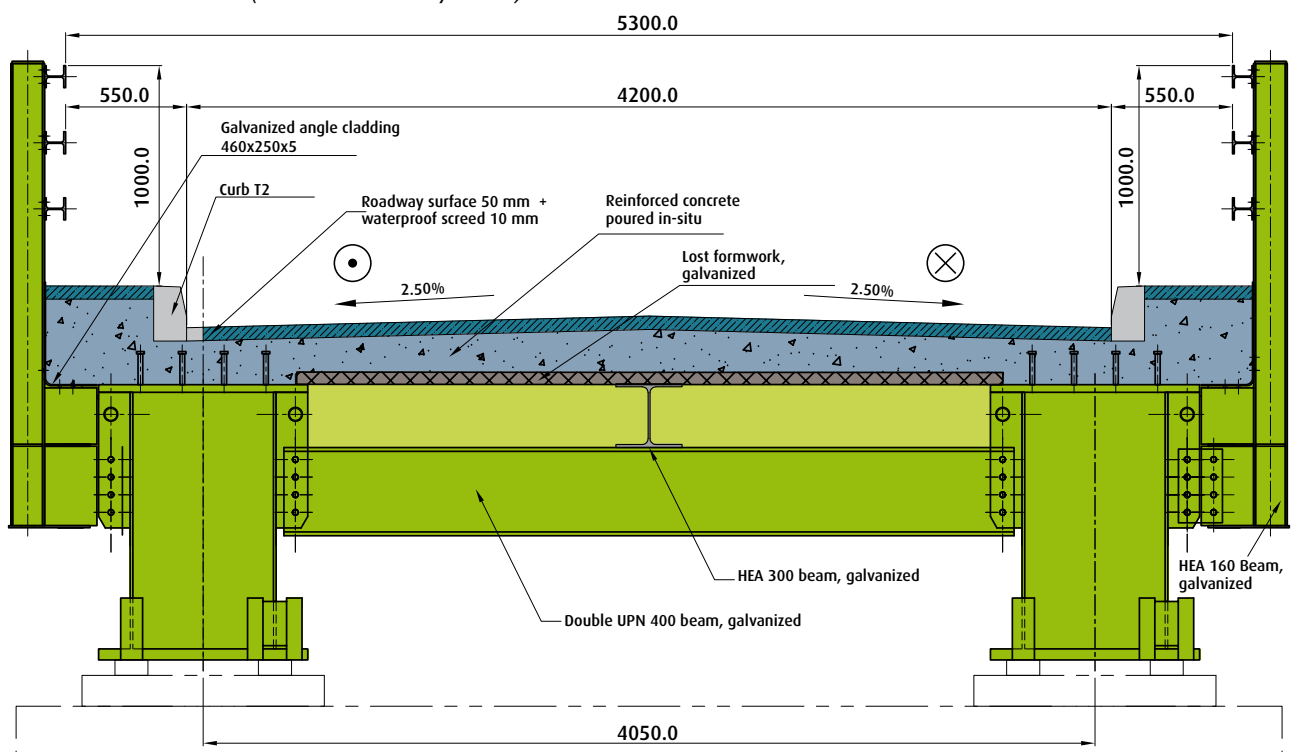 5300.0
550.0
4200.0
550.0
Galvanized angle cladding
460x250x5
1000.0
1000.0
Curb T2
Roadway surface 50 mm +
waterproof screed 10 mm
Reinforced concrete
poured in-situ
Lost formwork,
galvanized
2.50%
2.50%
HEA 300 beam, galvanized
HEA 160 Beam,
galvanized
Double UPN 400 beam, galvanized
4050.0